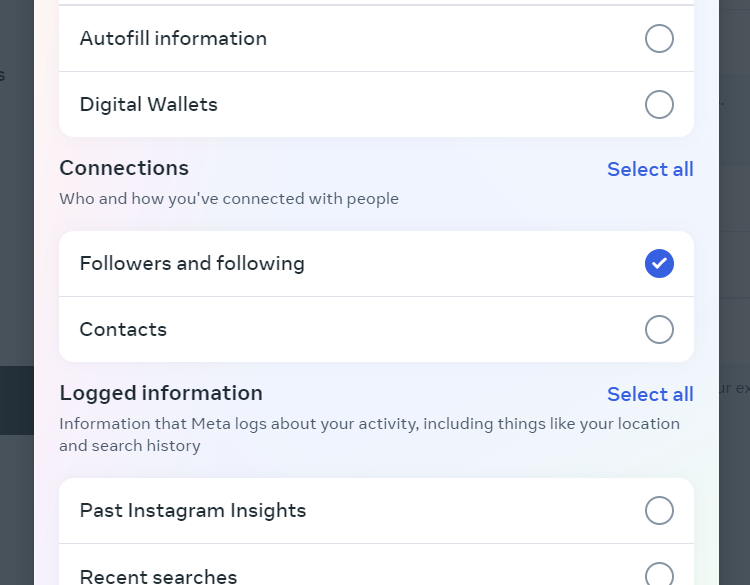 Autofill information
Digital Wallets
Connections
Select all
Who and how you've connected with people
Followers and following
Contacts
Logged information
Select all
Information that Meta logs about your activity, including things like your location
and search history
Past Instagram Insights
Recent searches